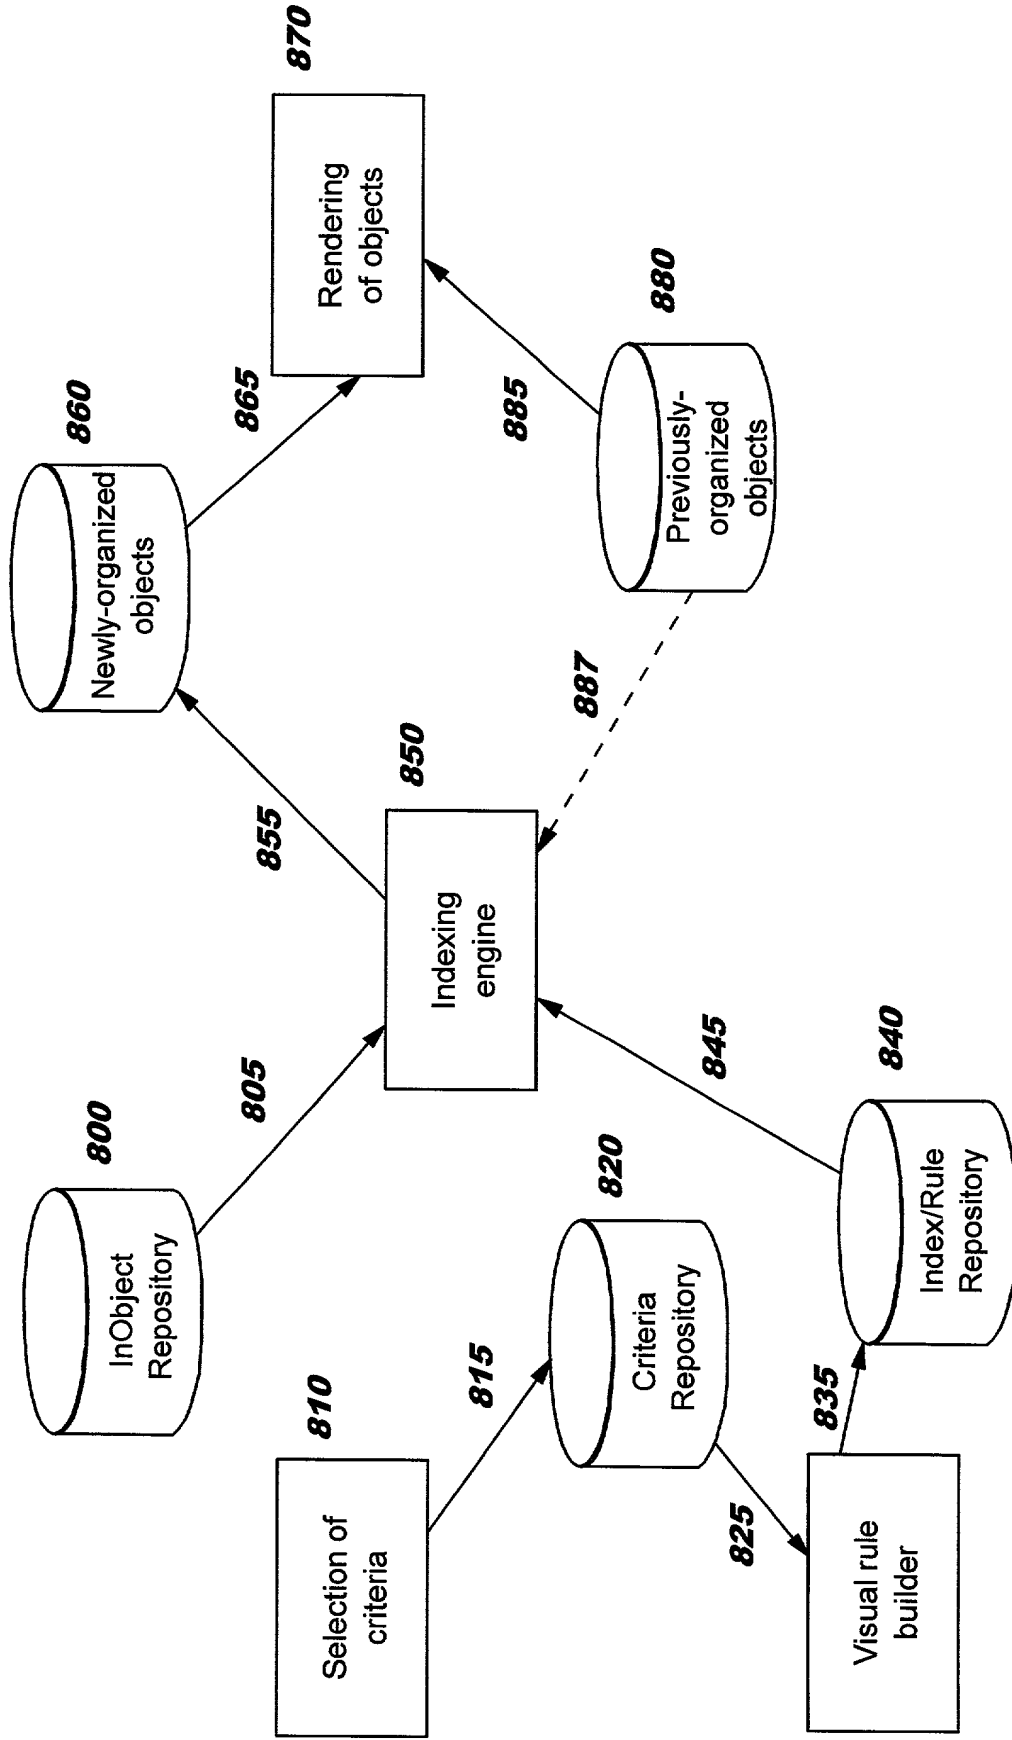 800
InObject
Repository
805
810
Selection of
criteria
815
820
Criteria
Repository
825
Visual rule
builder
835
840
Index/Rule
Repository
845
850
Indexing
engine
855
860
Newly-organized
objects
865
870
Rendering
of objects
880
Previously-
organized
objects
885
887